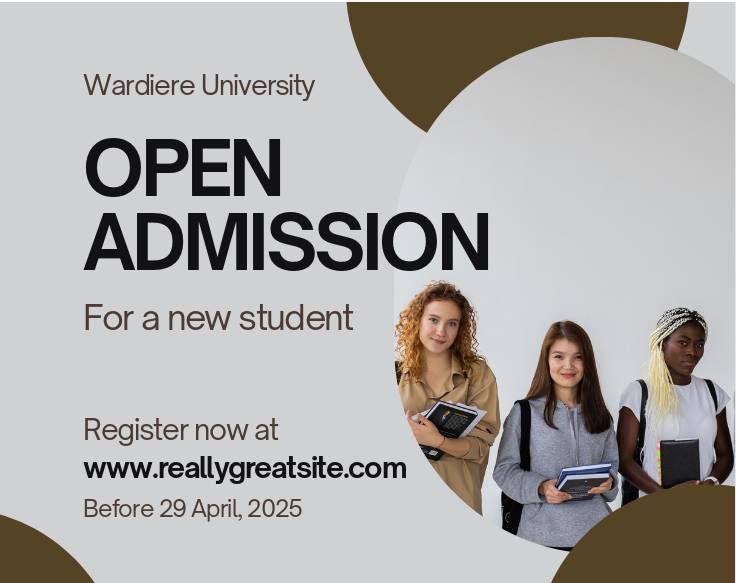 Wardiere University
OPEN
ADMISSION
For a new student
Register now at
www.reallygreatsite.com
Before 29 April, 2025